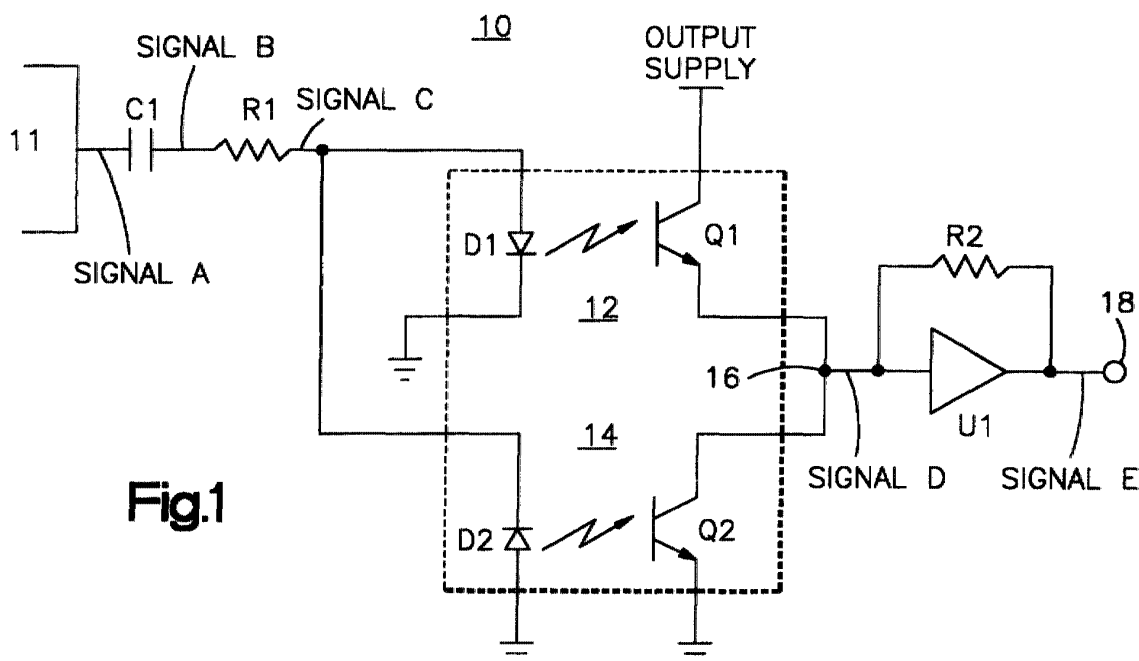 10
OUTPUT
SUPPLY
SIGNAL B
C1
R1
SIGNAL C
11
SIGNAL A
D1
Q1
12
R2
18
16
14
U1
SIGNAL D
SIGNAL E
D2
Q2
Fig.1